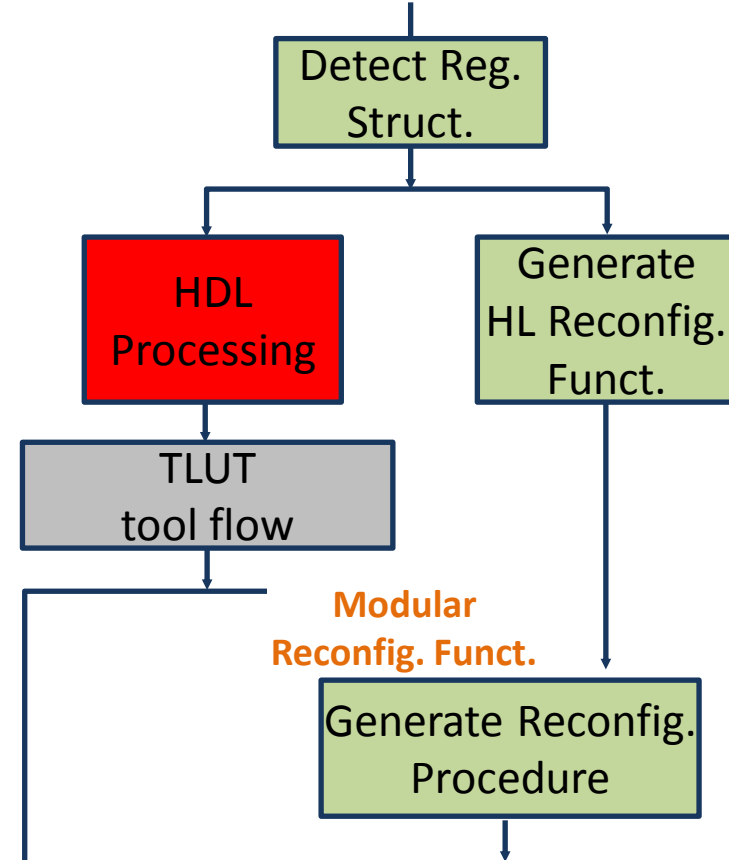 Detect Reg.
Struct.
HDL
Processing
Generate
HL Reconfig.
Funct.
TLUT
tool flow
Modular
Reconfig. Funct.
Generate Reconfig.
Procedure